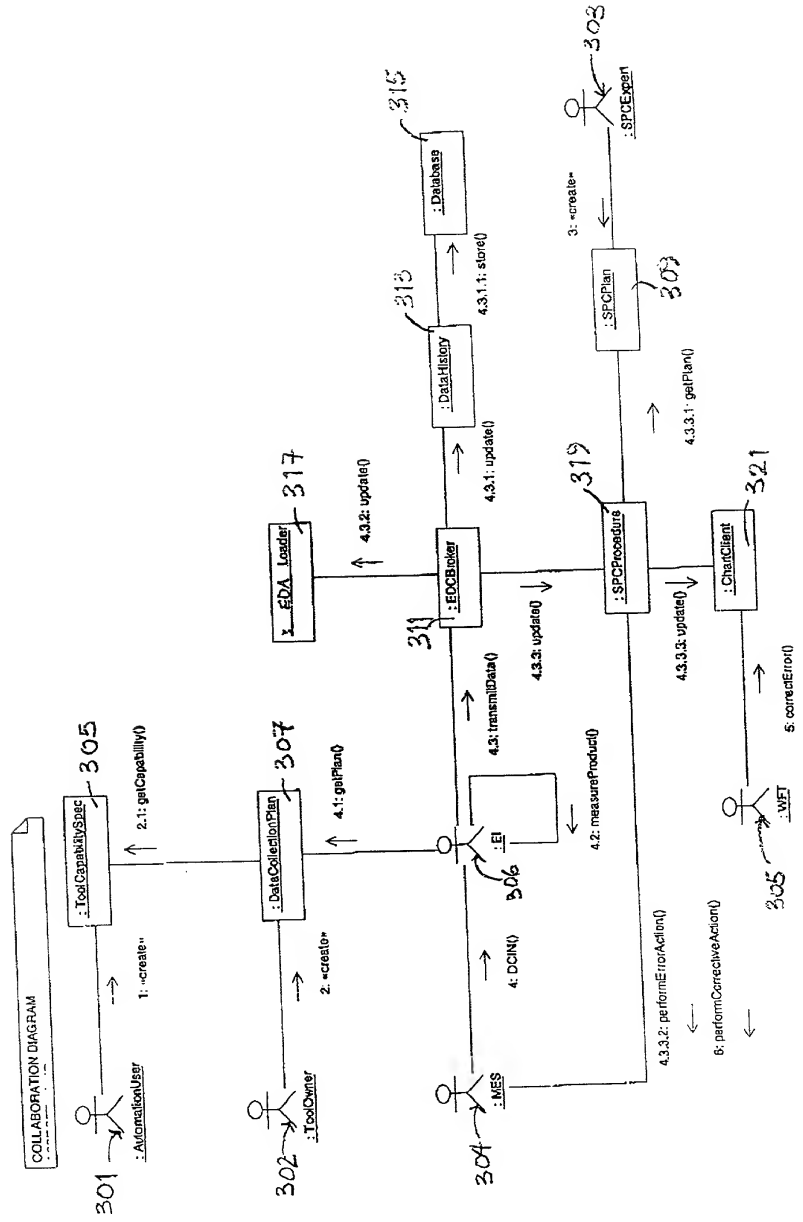 COLLABORATION DIAGRAM
301
: AutomationUser
1: «create»
: ToolCapabilitySpec
305
2.1: getCapability()
302
: ToolOwner
2: «create»
: DataCollectionPlan
307
4.1: getPlan()
304
: MES
4: DCIN()
: EI
306
4.2: measureProduct()
4.3: transmitData()
: EDCBroker
311
: EDA Loader
317
4.3.2: update()
4.3.1: update()
: DataHistory
313
4.3.1.1: store()
: Database
315
4.3.3: update()
: SPCProcedure
319
4.3.3.1: getPlan()
: SPCPlan
309
3: «create»
: SPCExpert
303
4.3.3.2: performErrorAction()
6: performCorrectiveAction()
4.3.3.3: update()
: ChartClient
321
: WFT
305
5: correctError()